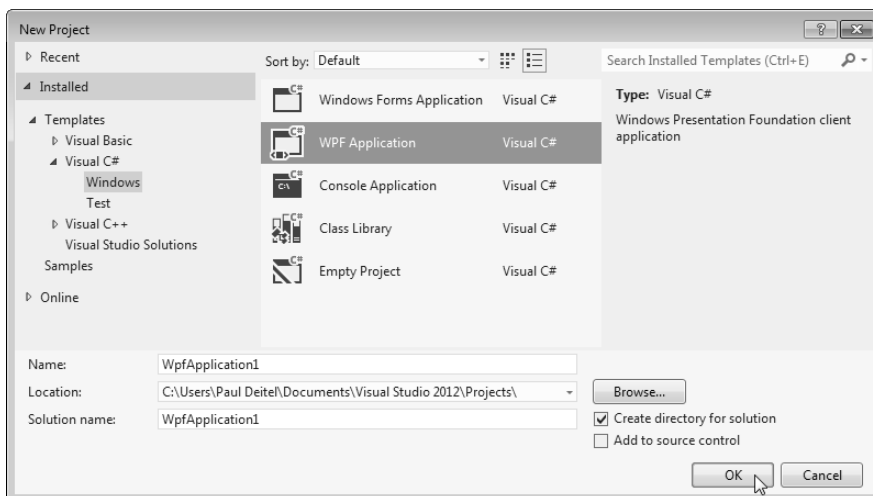 New Project
Recent
Installed
Templates
Visual Basic
Visual C#
Windows
Test
Visual C++
Visual Studio Solutions
Samples
Online
Sort by: Default
C# Windows Forms Application Visual C#
C# WPF Application Visual C#
C# C:\ Console Application Visual C#
C# Class Library Visual C#
C# Empty Project Visual C#
Search Installed Templates (Ctrl+E)
Type: Visual C#
Windows Presentation Foundation client
application
Name: WpfApplication1
Location: C:\Users\Paul Deitel\Documents\Visual Studio 2012\Projects\ Browse...
Solution name: WpfApplication1
Create directory for solution
Add to source control
OK Cancel